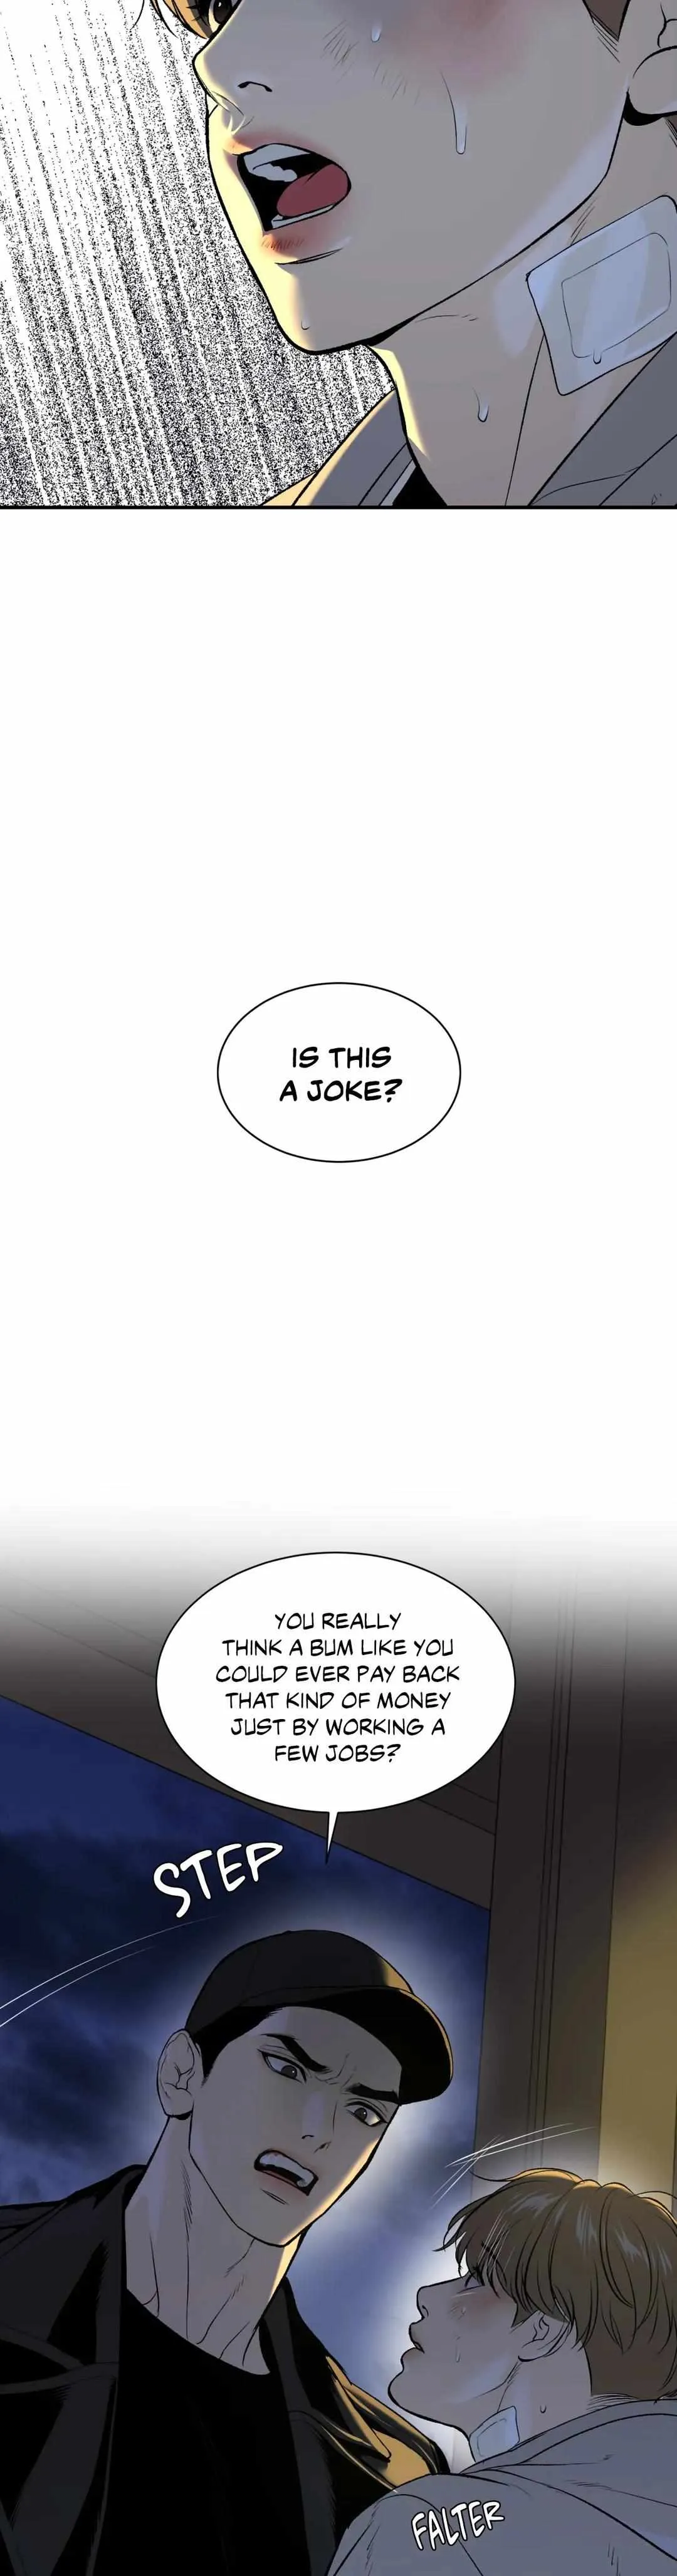 IS THIS
A JOKE?
YOU REALLY
THINK A BUM LIKE YOU
COULD EVER PAY BACK
THAT KIND OF MONEY
JUST BY WORKING A
FEW JOBS?
STEP
FALTER